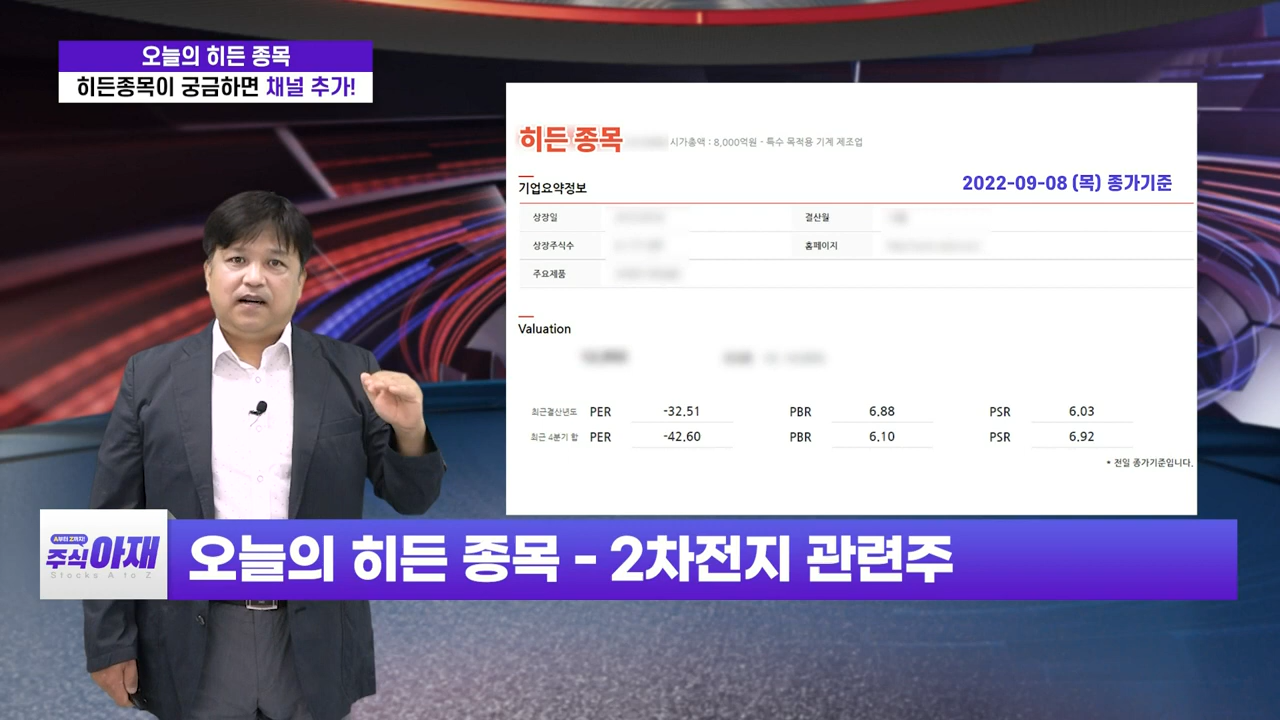 오늘의 히든 종목
히든종목이 궁금하면 채널 추가!
히든 종목 시가총액 : 8,000억원 - 특수 목적용 기계 제조업
기업요약정보 2022-09-08 (목) 종가기준
상장일 결산월
상장주식수 홈페이지
주요제품
Valuation
최근결산년도 PER -32,51 PBR 6.88 PSR 6.03
최근 4분기 합 PER -42,60 PBR 6.10 PSR 6.92
* 전일 종가기준입니다.
A부터 Z까지!
주식아재
Stocks A to Z
오늘의 히든 종목 - 2차전지 관련주